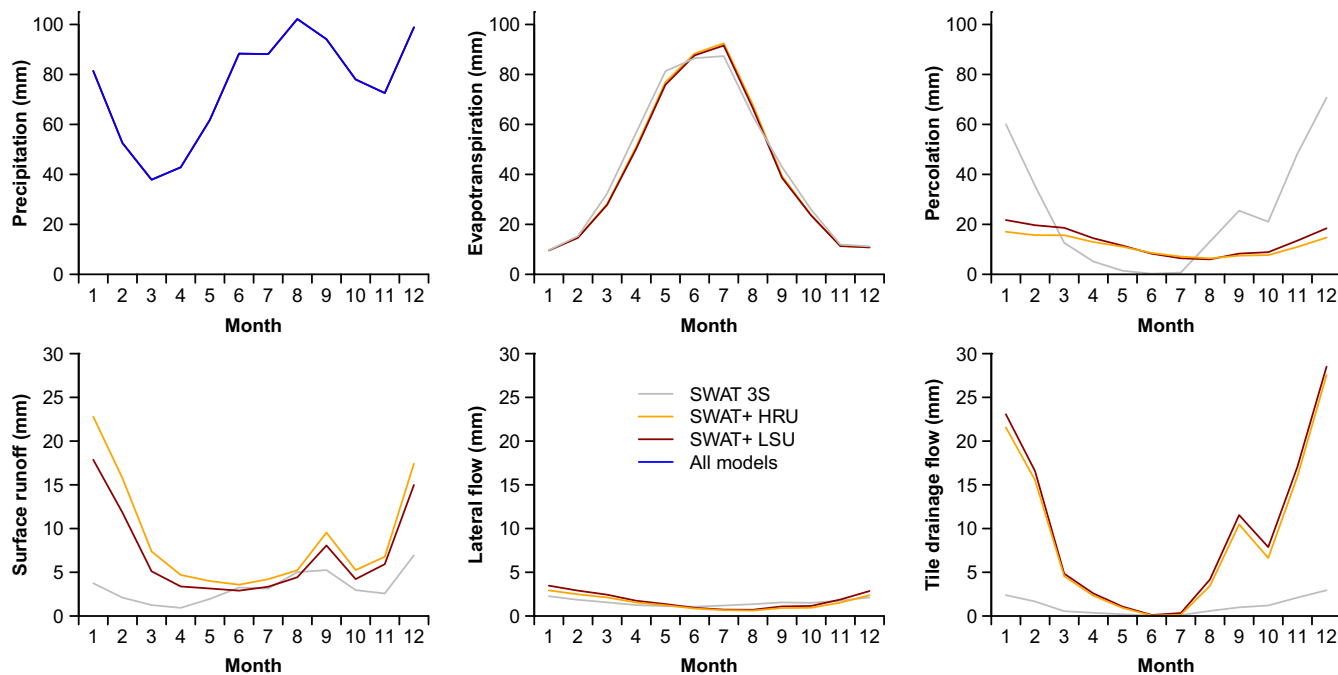 Precipitation (mm)
100
80
60
40
20
0
1 2 3 4 5 6 7 8 9 10 11 12
Month
Evapotranspiration (mm)
100
80
60
40
20
0
1 2 3 4 5 6 7 8 9 10 11 12
Month
Percolation (mm)
100
80
60
40
20
0
1 2 3 4 5 6 7 8 9 10 11 12
Month
Surface runoff (mm)
30
25
20
15
10
5
0
1 2 3 4 5 6 7 8 9 10 11 12
Month
Lateral flow (mm)
30
25
20
15
10
5
0
SWAT 3S
SWAT+ HRU
SWAT+ LSU
All models
1 2 3 4 5 6 7 8 9 10 11 12
Month
Tile drainage flow (mm)
30
25
20
15
10
5
0
1 2 3 4 5 6 7 8 9 10 11 12
Month